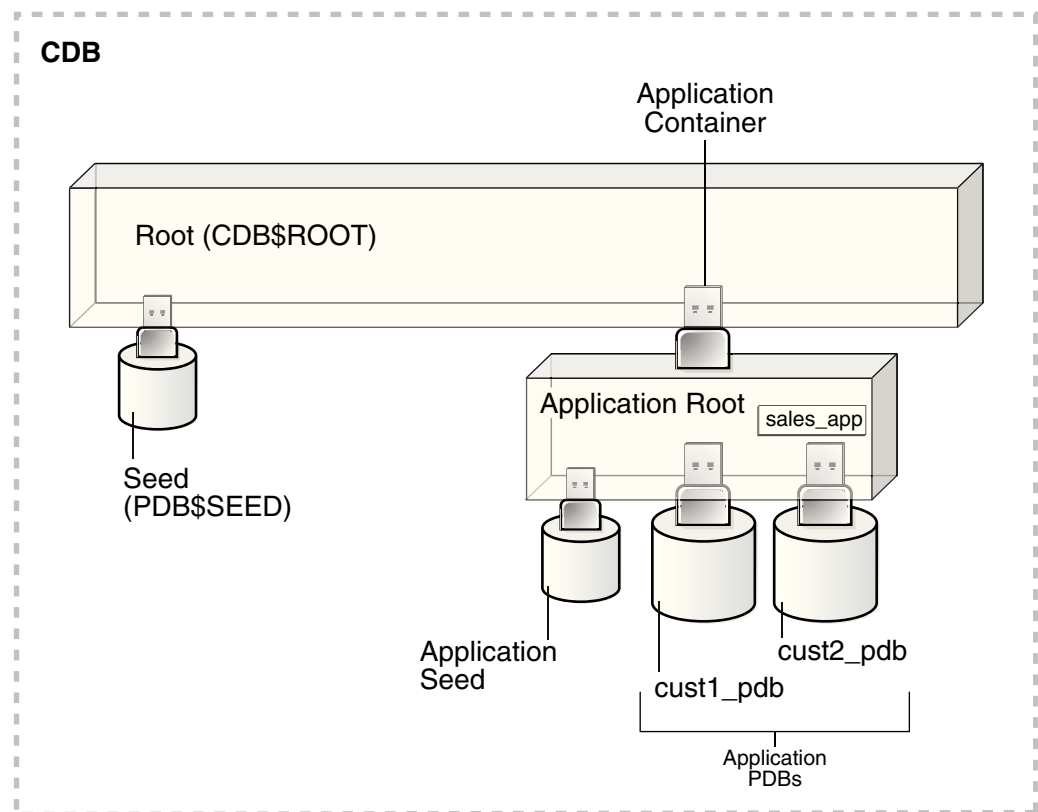 CDB
Application
Container
Root (CDB$ROOT)
Application Root
sales_app
Seed
(PDB$SEED)
Application
Seed
cust1_pdb
cust2_pdb
Application
PDBs